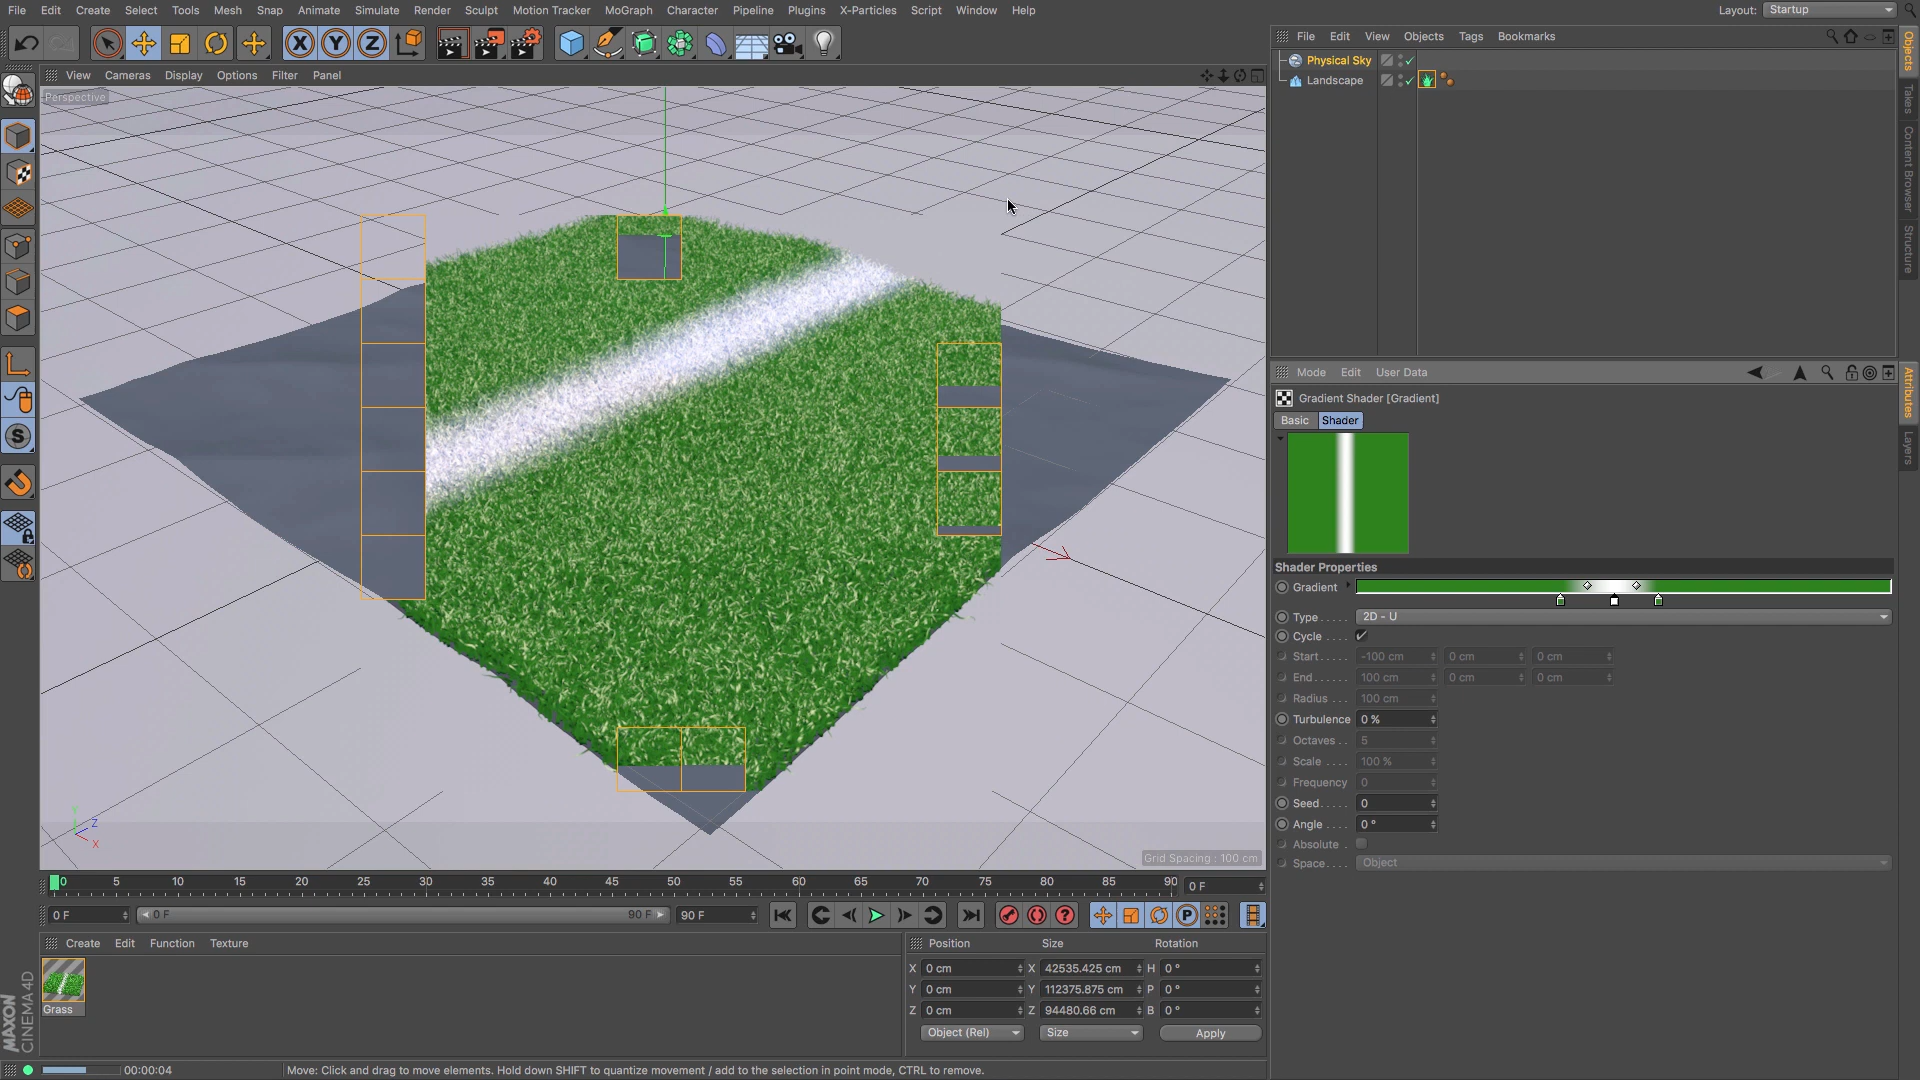 File Edit Create Select Tools Mesh Snap Animate Simulate Render Sculpt Motion Tracker MoGraph Character Pipeline Plugins X-Particles Script Window Help
Layout: Startup
File Edit View Objects Tags Bookmarks
Physical Sky
Landscape
Objects
Takes
Content Browser
Structure
View Cameras Display Options Filter Panel
Perspective
X Y Z
S
Grid Spacing : 100 cm
Y
Z
X
Mode Edit User Data
Attributes
Layers
Gradient Shader [Gradient]
Basic Shader
Shader Properties
Gradient
Type..... 2D - U
Cycle ....
Start..... -100 cm 0 cm 0 cm
End...... 100 cm 0 cm 0 cm
Radius ... 100 cm
Turbulence 0 %
Octaves .. 5
Scale .... 100 %
Frequency 0
Seed..... 0
Angle .... 0 °
Absolute .
Space.... Object
0 5 10 15 20 25 30 35 40 45 50 55 60 65 70 75 80 85 90
0 F
0 F 0 F 90 F 90 F
P
Create Edit Function Texture
Grass
Position Size Rotation
X 0 cm X 42535.425 cm H 0 °
Y 0 cm Y 112375.875 cm P 0 °
Z 0 cm Z 94480.66 cm B 0 °
Object (Rel) Size Apply
MAXON
CINEMA 4D
00:00:04
Move: Click and drag to move elements. Hold down SHIFT to quantize movement / add to the selection in point mode, CTRL to remove.